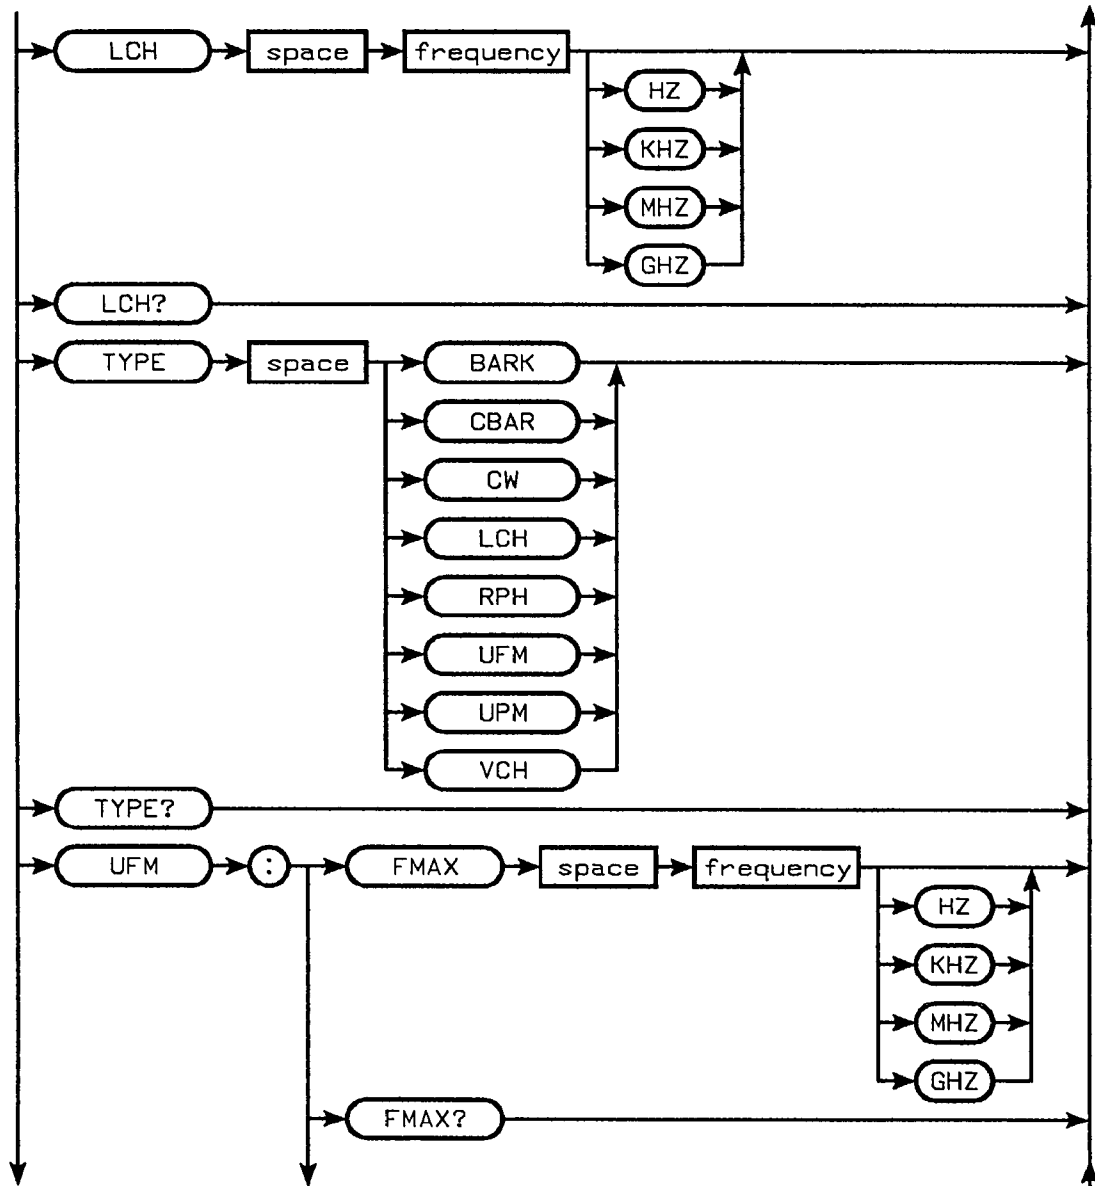 LCH space frequency
HZ
KHZ
MHZ
GHZ
LCH?
TYPE space BARK
CBAR
CW
LCH
RPH
UFM
UPM
VCH
TYPE?
UFM : FMAX space frequency
HZ
KHZ
MHZ
GHZ
FMAX?